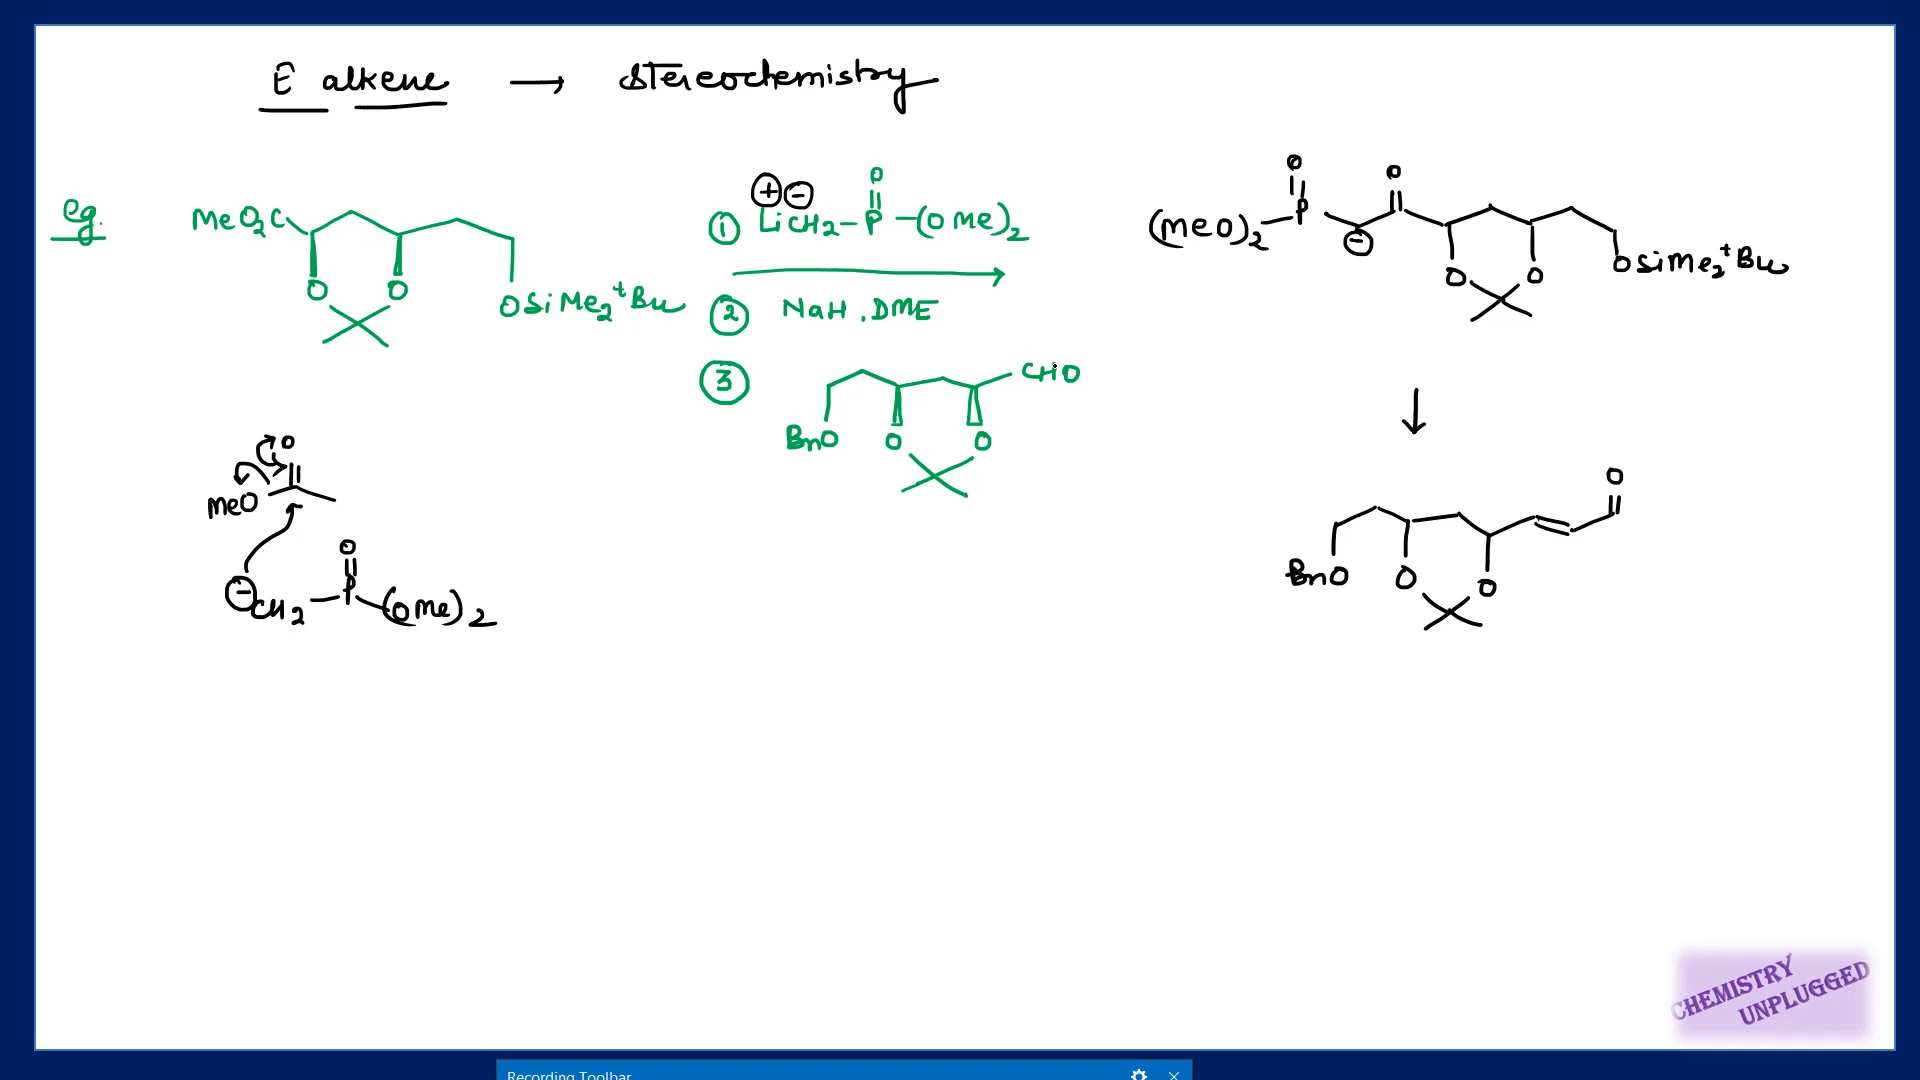 E alkene → Stereochemistry
eg.
MeO₂C
O O
OSiMe₂ᵗBu
① ⊕ ⊖ LiCH₂-P(=O)-(OMe)₂
② NaH, DME
③ CHO
BnO O O
O O
(MeO)₂-P ⊖
O O
OSiMe₂ᵗBu
↓
O
BnO O O
O
MeO
O
⊖CH₂-P-(OMe)₂
CHEMISTRY
UNPLUGGED
Recording Toolbar